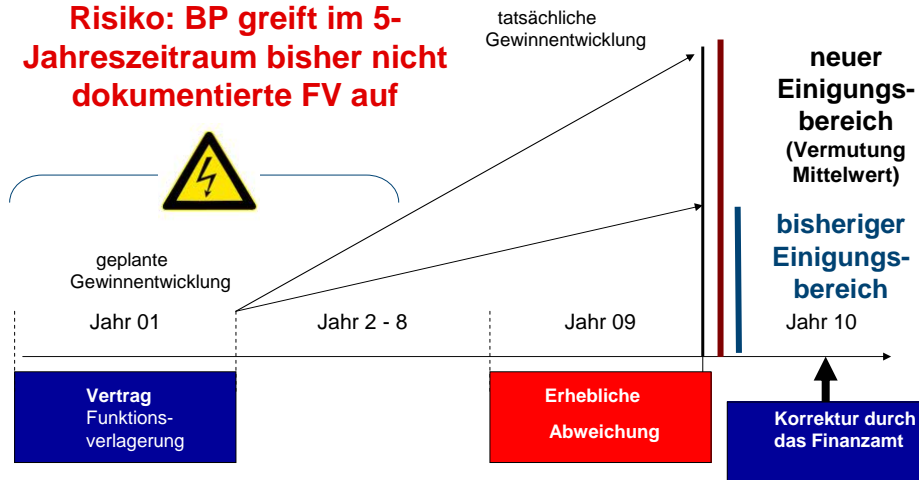 Risiko: BP greift im 5-
Jahreszeitraum bisher nicht
dokumentierte FV auf
tatsächliche
Gewinnentwicklung
neuer
Einigungs-
bereich
(Vermutung
Mittelwert)
bisheriger
Einigungs-
bereich
geplante
Gewinnentwicklung
Jahr 01
Jahr 2 - 8
Jahr 09
Jahr 10
Vertrag
Funktions-
verlagerung
Erhebliche
Abweichung
Korrektur durch
das Finanzamt